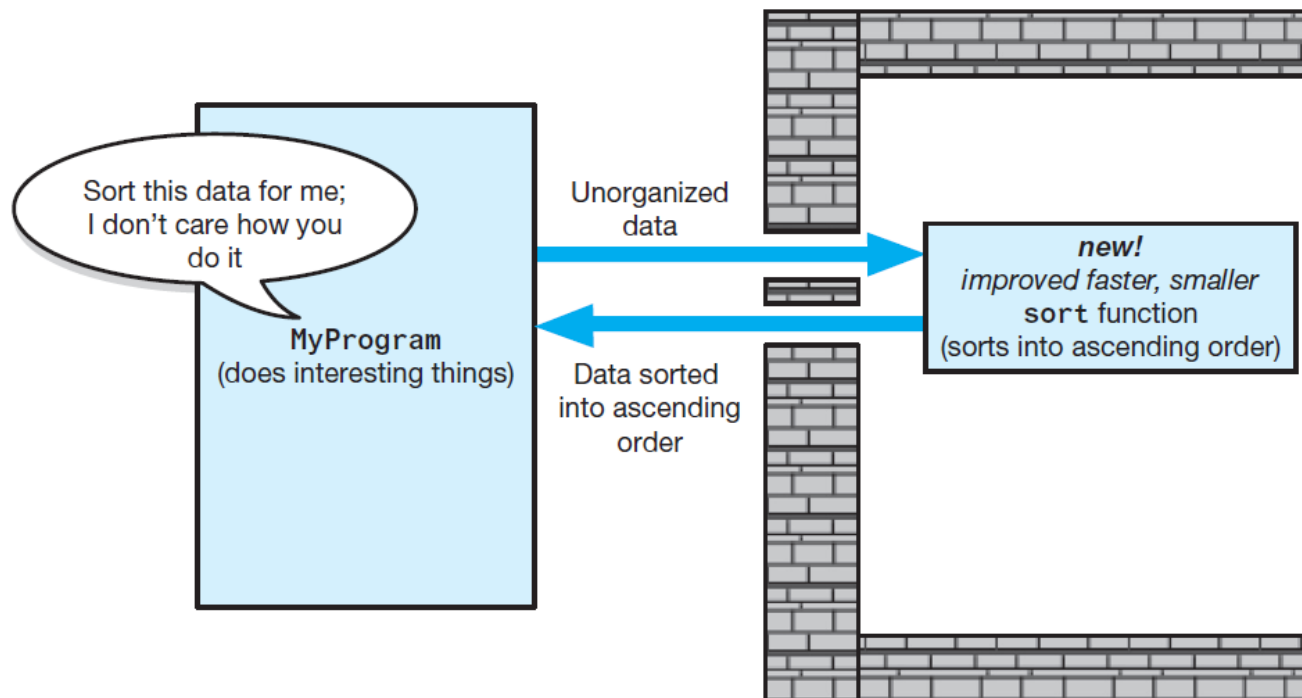 Sort this data for me;
I don’t care how you
do it
MyProgram
(does interesting things)
Unorganized
data
Data sorted
into ascending
order
new!
improved faster, smaller
sort function
(sorts into ascending order)